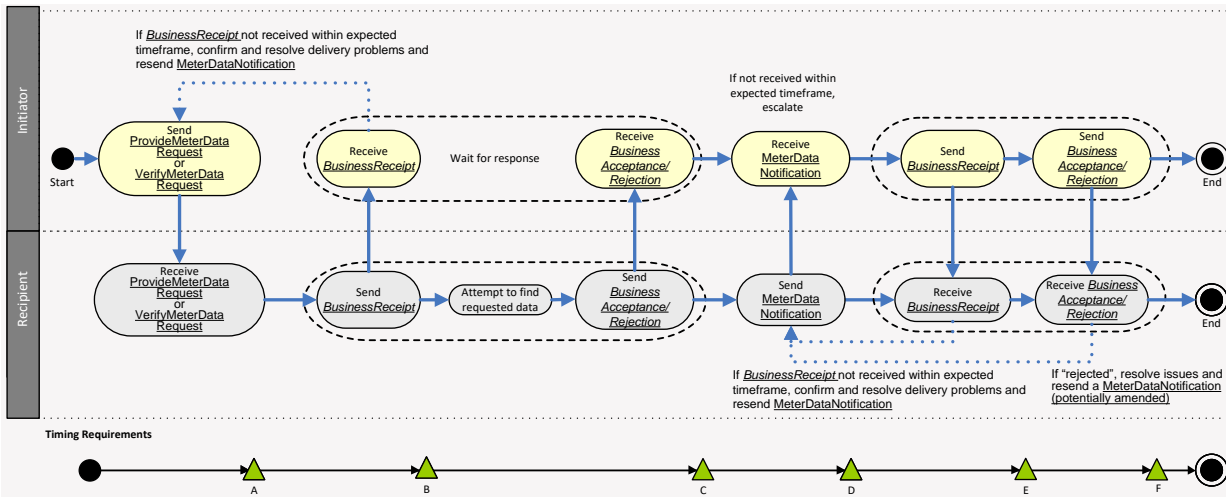 Initiator
If BusinessReceipt not received within expected
timeframe, confirm and resolve delivery problems and
resend MeterDataNotification
Start
Send
ProvideMeterData
Request
or
VerifyMeterData
Request
Receive
BusinessReceipt
Wait for response
Receive
Business
Acceptance/
Rejection
If not received within
expected timeframe,
escalate
Receive
MeterData
Notification
Send
BusinessReceipt
Send
Business
Acceptance/
Rejection
End
Recipient
Receive
ProvideMeterData
Request
or
VerifyMeterData
Request
Send
BusinessReceipt
Attempt to find
requested data
Send
Business
Acceptance/
Rejection
Send
MeterData
Notification
Receive
BusinessReceipt
Receive Business
Acceptance/
Rejection
End
If BusinessReceipt not received within expected
timeframe, confirm and resolve delivery problems and
resend MeterDataNotification
If “rejected”, resolve issues and
resend a MeterDataNotification
(potentially amended)
Timing Requirements
A
B
C
D
E
F